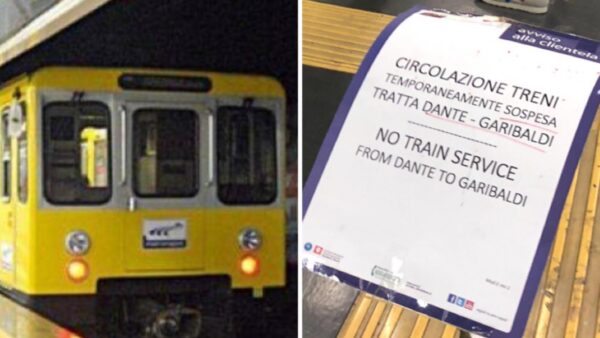 avviso
alla clientela
CIRCOLAZIONE TRENI
TEMPORANEAMENTE SOSPESA
TRATTA DANTE - GARIBALDI
NO TRAIN SERVICE
FROM DANTE TO GARIBALDI